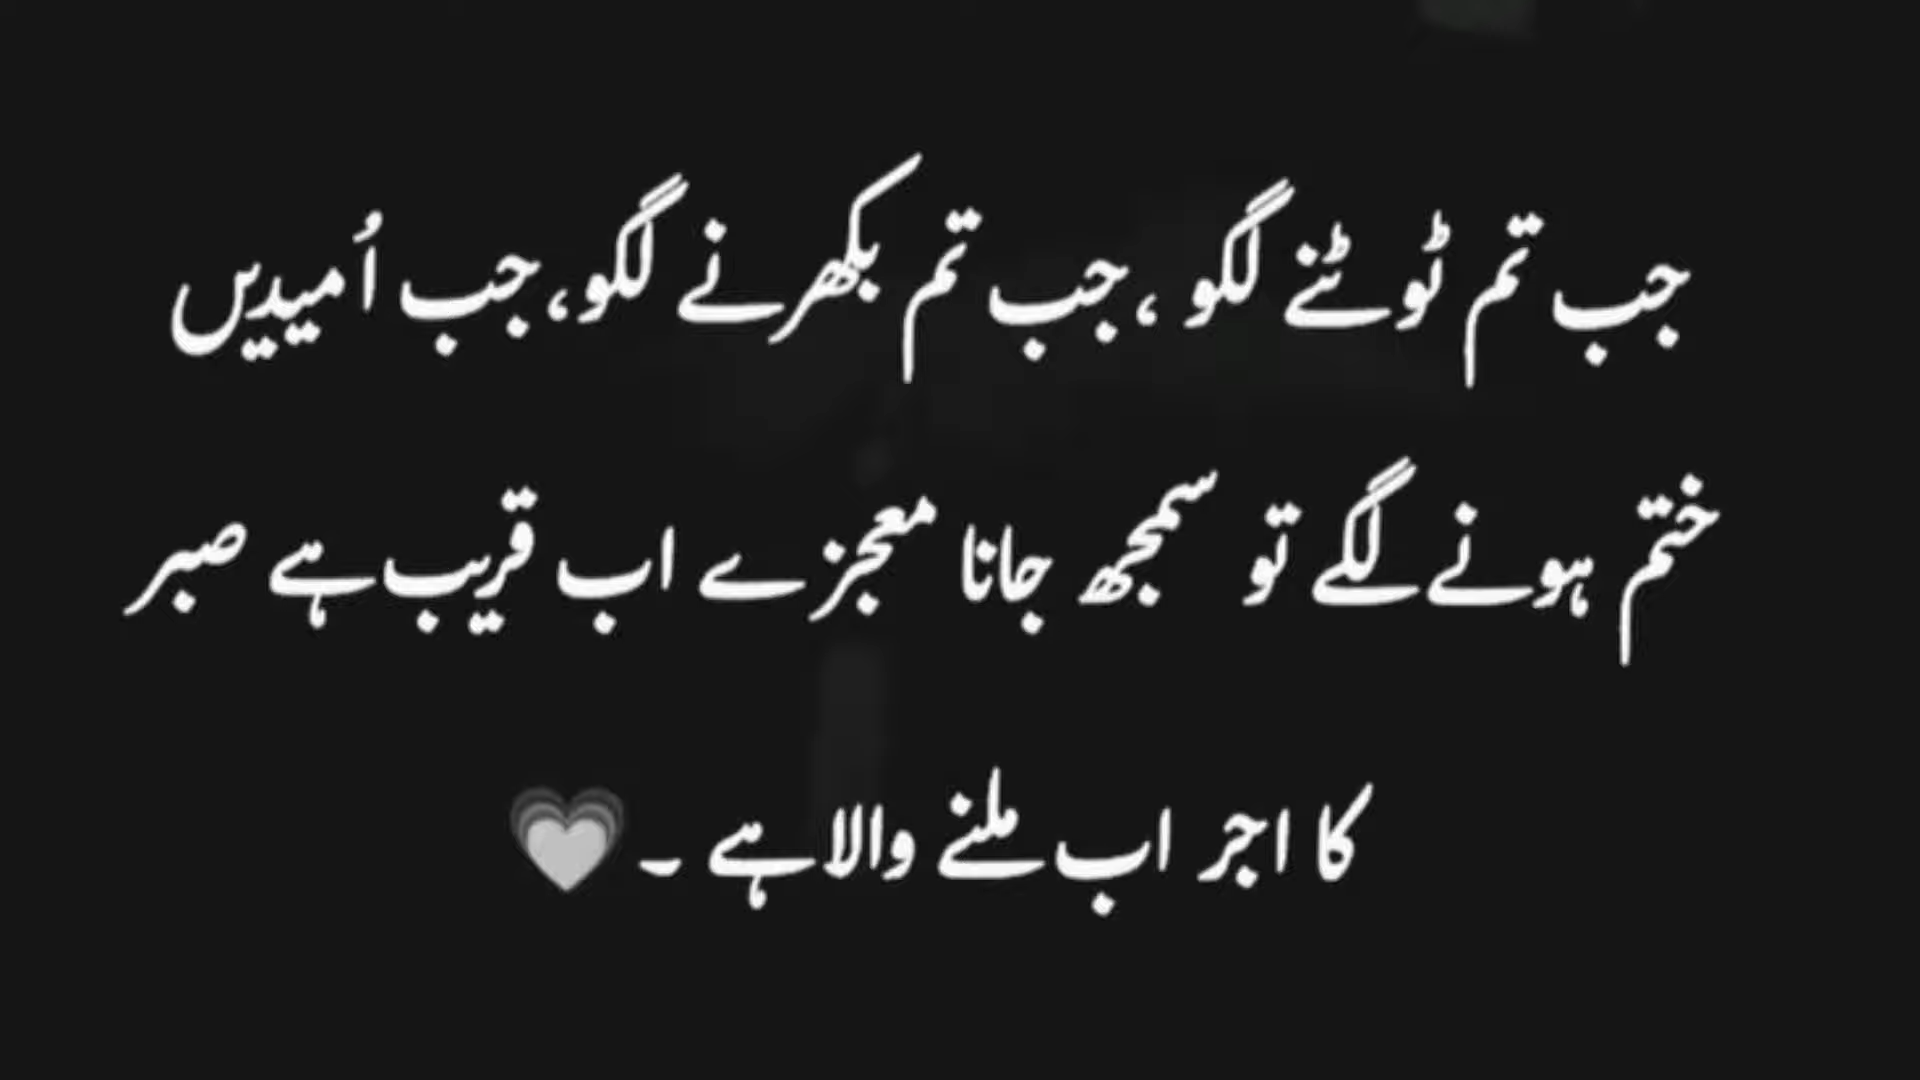 جب تم ٹوٹنے لگو ،جب تم بکھرنے لگو،جب اُمیدیں
ختم ہونے لگے تو سمجھ جانا معجزے اب قریب ہے صبر
کا اجر اب ملنے والا ہے ۔ 💗